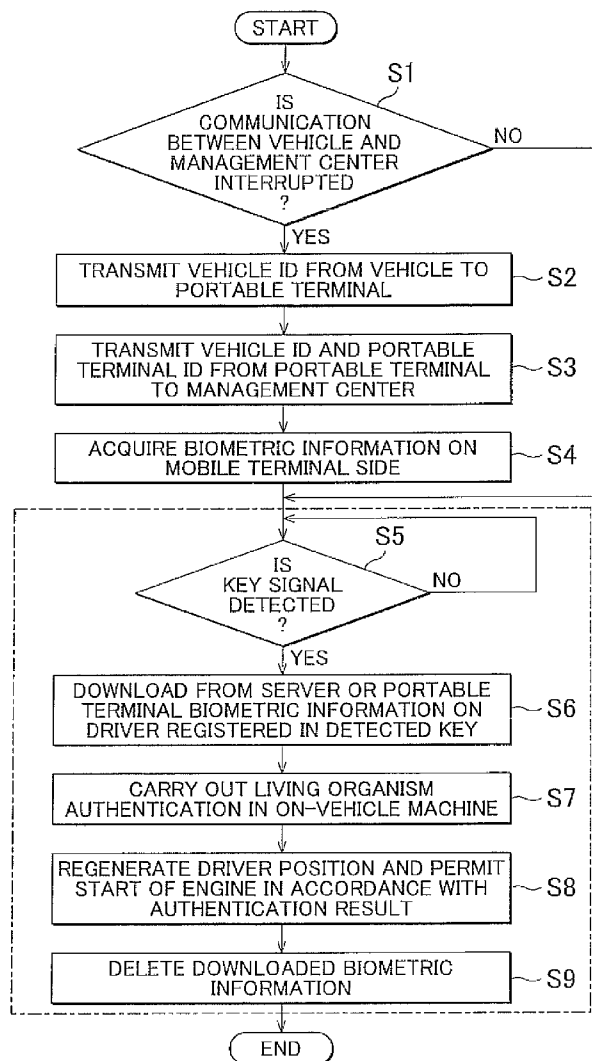 START
S1
IS
COMMUNICATION
BETWEEN VEHICLE AND
MANAGEMENT CENTER
INTERRUPTED
?
NO
YES
TRANSMIT VEHICLE ID FROM VEHICLE TO
PORTABLE TERMINAL
S2
TRANSMIT VEHICLE ID AND PORTABLE
TERMINAL ID FROM PORTABLE TERMINAL
TO MANAGEMENT CENTER
S3
ACQUIRE BIOMETRIC INFORMATION ON
MOBILE TERMINAL SIDE
S4
S5
IS
KEY SIGNAL
DETECTED
?
NO
YES
DOWNLOAD FROM SERVER OR PORTABLE
TERMINAL BIOMETRIC INFORMATION ON
DRIVER REGISTERED IN DETECTED KEY
S6
CARRY OUT LIVING ORGANISM
AUTHENTICATION IN ON-VEHICLE MACHINE
S7
REGENERATE DRIVER POSITION AND PERMIT
START OF ENGINE IN ACCORDANCE WITH
AUTHENTICATION RESULT
S8
DELETE DOWNLOADED BIOMETRIC
INFORMATION
S9
END